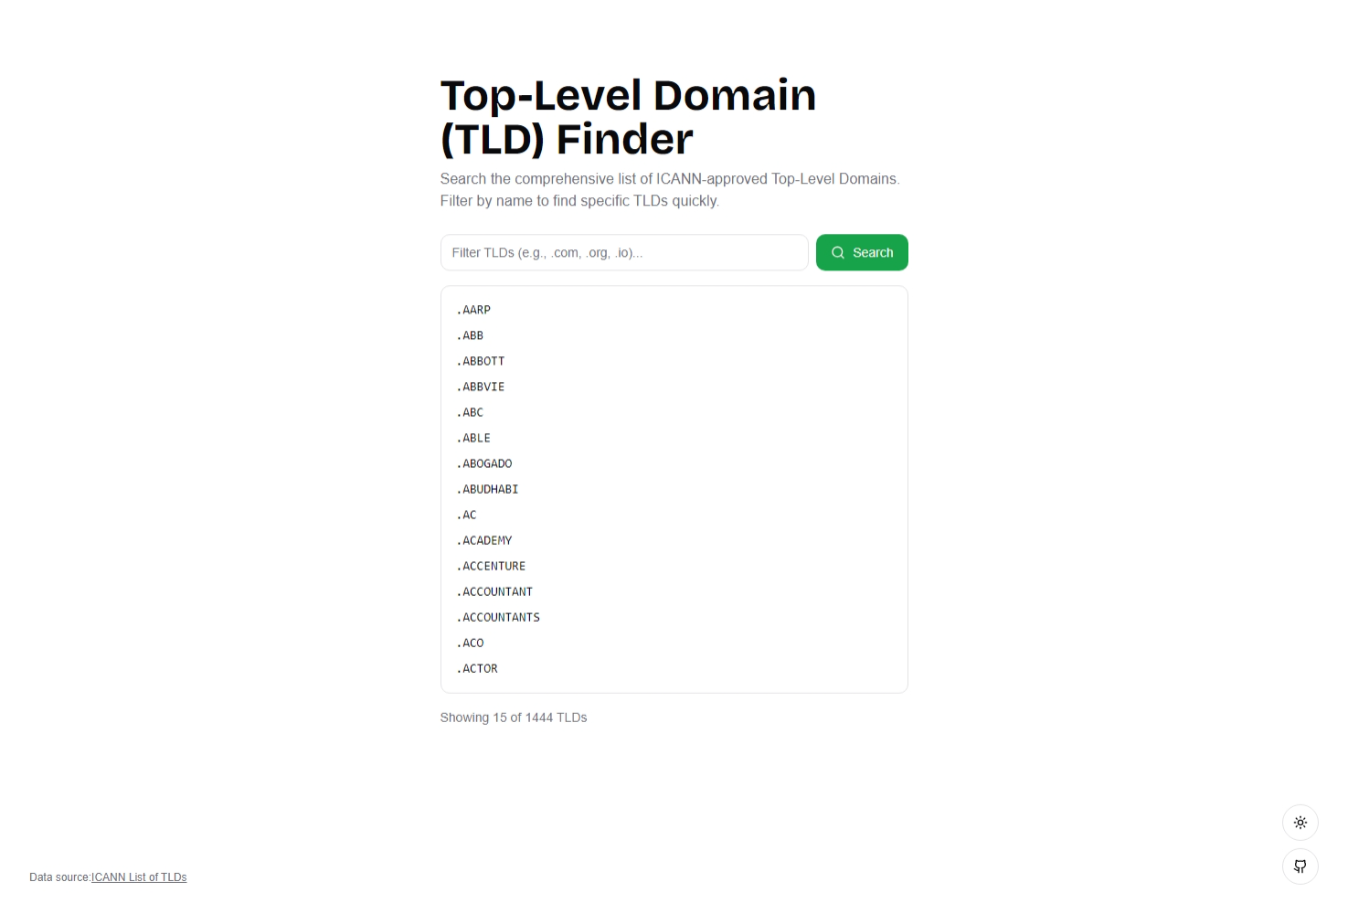 Top-Level Domain
(TLD) Finder
Search the comprehensive list of ICANN-approved Top-Level Domains.
Filter by name to find specific TLDs quickly.
Filter TLDs (e.g., .com, .org, .io)...
Search
.AARP
.ABB
.ABBOTT
.ABBVIE
.ABC
.ABLE
.ABOGADO
.ABUDHABI
.AC
.ACADEMY
.ACCENTURE
.ACCOUNTANT
.ACCOUNTANTS
.ACO
.ACTOR
Showing 15 of 1444 TLDs
Data source:ICANN List of TLDs